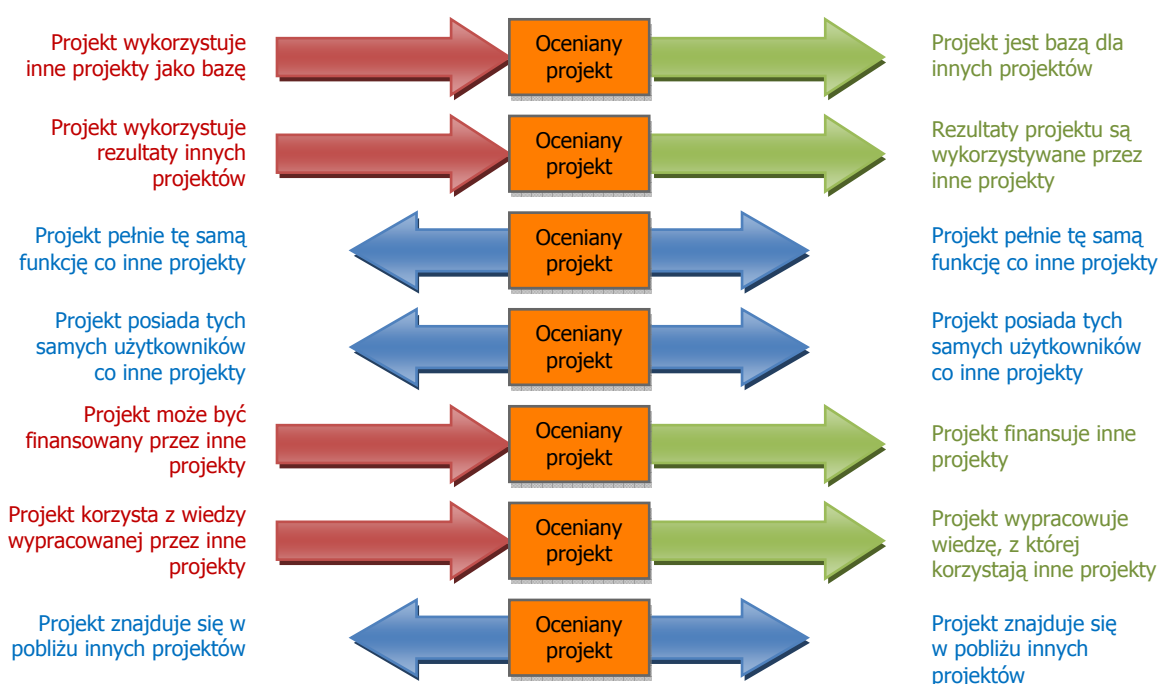 Projekt wykorzystuje
inne projekty jako bazę
Oceniany
projekt
Projekt jest bazą dla
innych projektów
Projekt wykorzystuje
rezultaty innych
projektów
Oceniany
projekt
Rezultaty projektu są
wykorzystywane przez
inne projekty
Projekt pełnie tę samą
funkcję co inne projekty
Oceniany
projekt
Projekt pełnie tę samą
funkcję co inne projekty
Projekt posiada tych
samych użytkowników
co inne projekty
Oceniany
projekt
Projekt posiada tych
samych użytkowników
co inne projekty
Projekt może być
finansowany przez inne
projekty
Oceniany
projekt
Projekt finansuje inne
projekty
Projekt korzysta z wiedzy
wypracowanej przez inne
projekty
Oceniany
projekt
Projekt wypracowuje
wiedzę, z której
korzystają inne projekty
Projekt znajduje się w
pobliżu innych projektów
Oceniany
projekt
Projekt znajduje się
w pobliżu innych
projektów